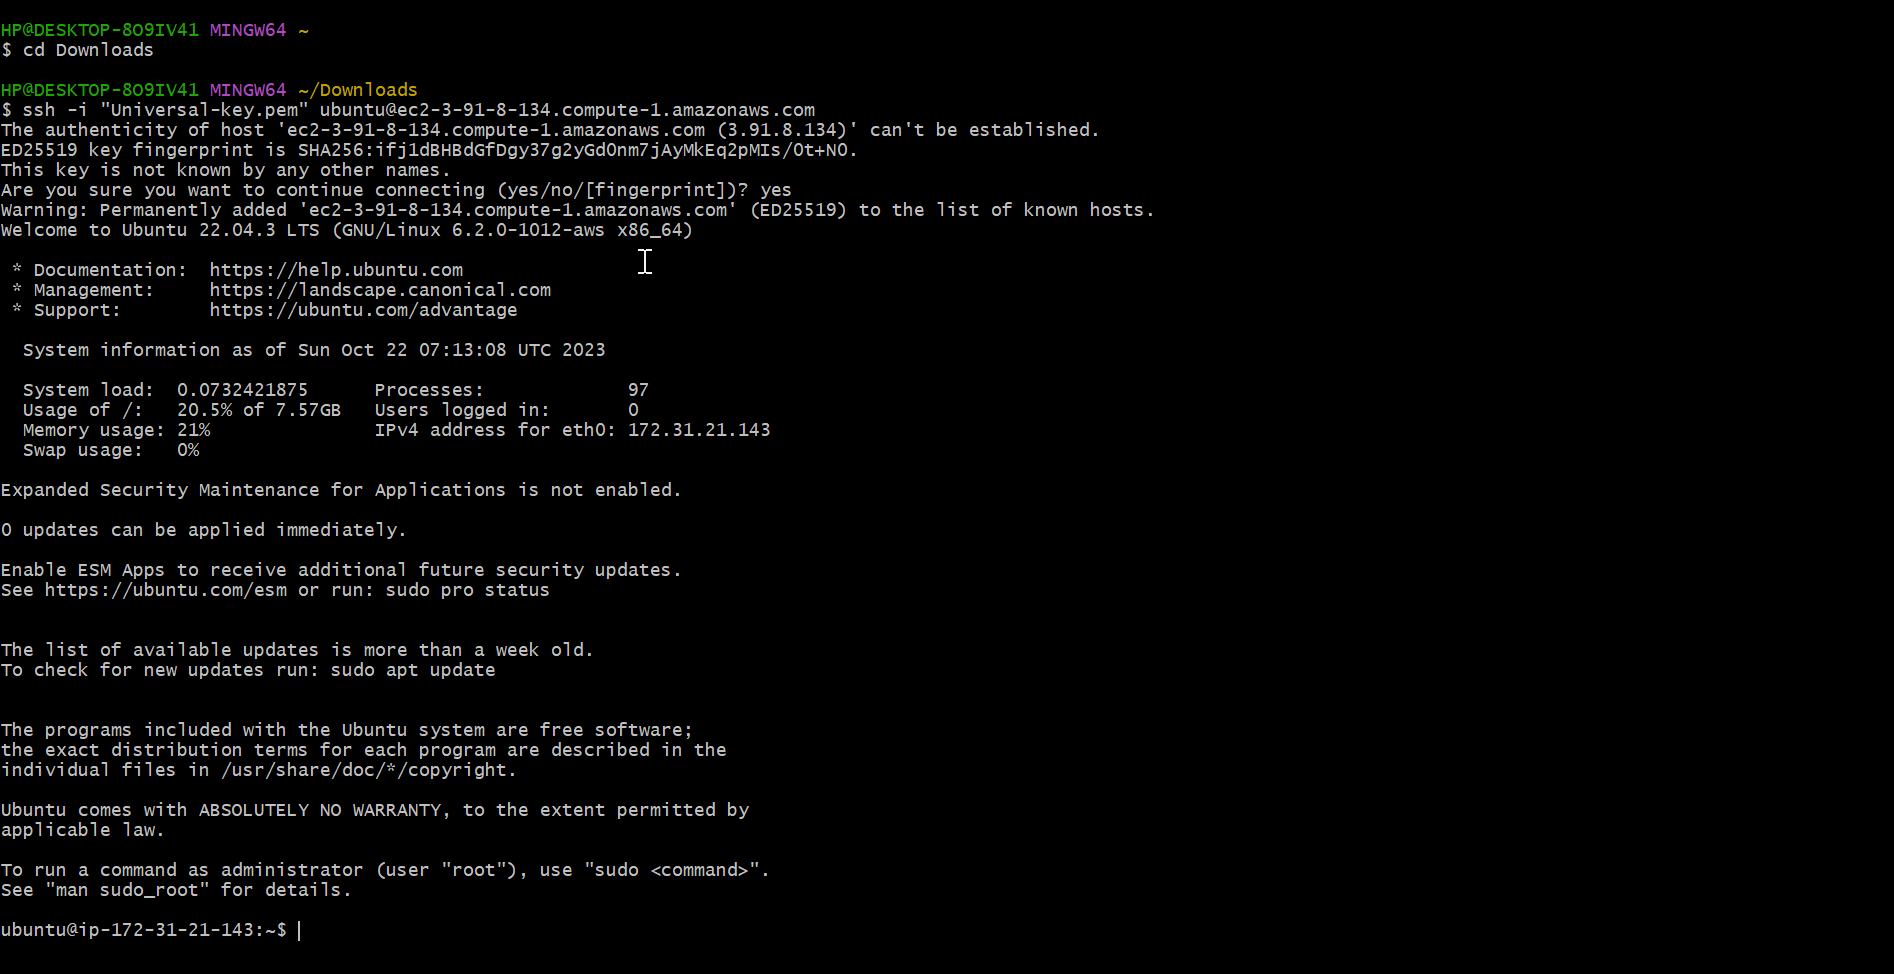 HP@DESKTOP-8O9IV41 MINGW64 ~
$ cd Downloads
HP@DESKTOP-8O9IV41 MINGW64 ~/Downloads
$ ssh -i "Universal-key.pem" ubuntu@ec2-3-91-8-134.compute-1.amazonaws.com
The authenticity of host 'ec2-3-91-8-134.compute-1.amazonaws.com (3.91.8.134)' can't be established.
ED25519 key fingerprint is SHA256:ifj1dBHBdGfDgy37g2yGdOnm7jAyMkEq2pMIs/Ot+NO.
This key is not known by any other names.
Are you sure you want to continue connecting (yes/no/[fingerprint])? yes
Warning: Permanently added 'ec2-3-91-8-134.compute-1.amazonaws.com' (ED25519) to the list of known hosts.
Welcome to Ubuntu 22.04.3 LTS (GNU/Linux 6.2.0-1012-aws x86_64)
* Documentation:  https://help.ubuntu.com
* Management:     https://landscape.canonical.com
* Support:        https://ubuntu.com/advantage
System information as of Sun Oct 22 07:13:08 UTC 2023
System load:  0.0732421875      Processes:             97
Usage of /:   20.5% of 7.57GB   Users logged in:       0
Memory usage: 21%               IPv4 address for eth0: 172.31.21.143
Swap usage:   0%
Expanded Security Maintenance for Applications is not enabled.
0 updates can be applied immediately.
Enable ESM Apps to receive additional future security updates.
See https://ubuntu.com/esm or run: sudo pro status
The list of available updates is more than a week old.
To check for new updates run: sudo apt update
The programs included with the Ubuntu system are free software;
the exact distribution terms for each program are described in the
individual files in /usr/share/doc/*/copyright.
Ubuntu comes with ABSOLUTELY NO WARRANTY, to the extent permitted by
applicable law.
To run a command as administrator (user "root"), use "sudo <command>".
See "man sudo_root" for details.
ubuntu@ip-172-31-21-143:~$